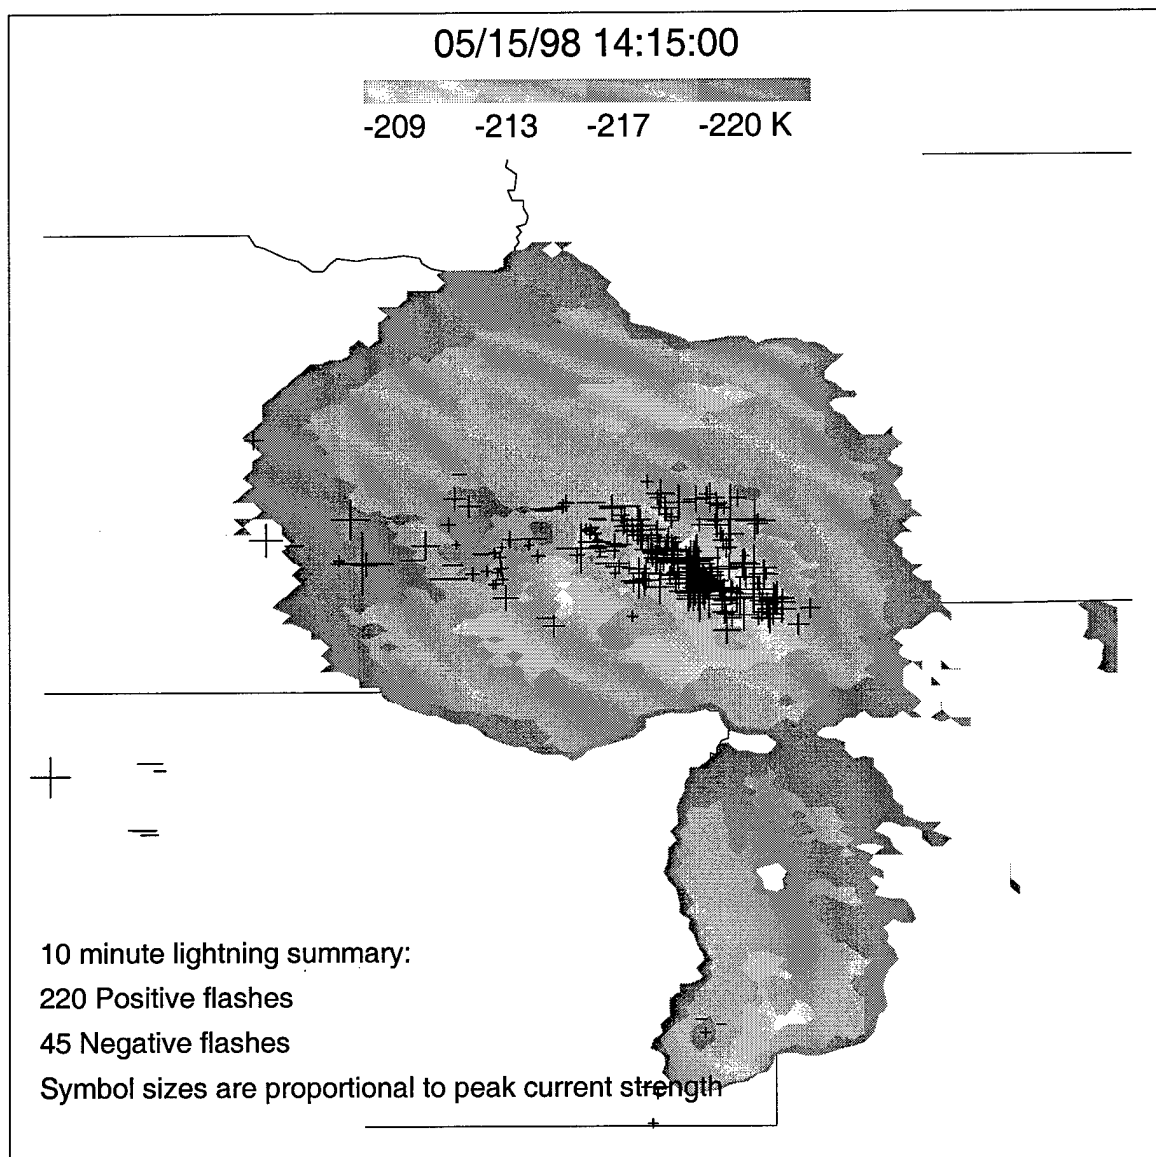 05/15/98 14:15:00
-209 -213 -217 -220 K
10 minute lightning summary:
220 Positive flashes
45 Negative flashes
Symbol sizes are proportional to peak current strength